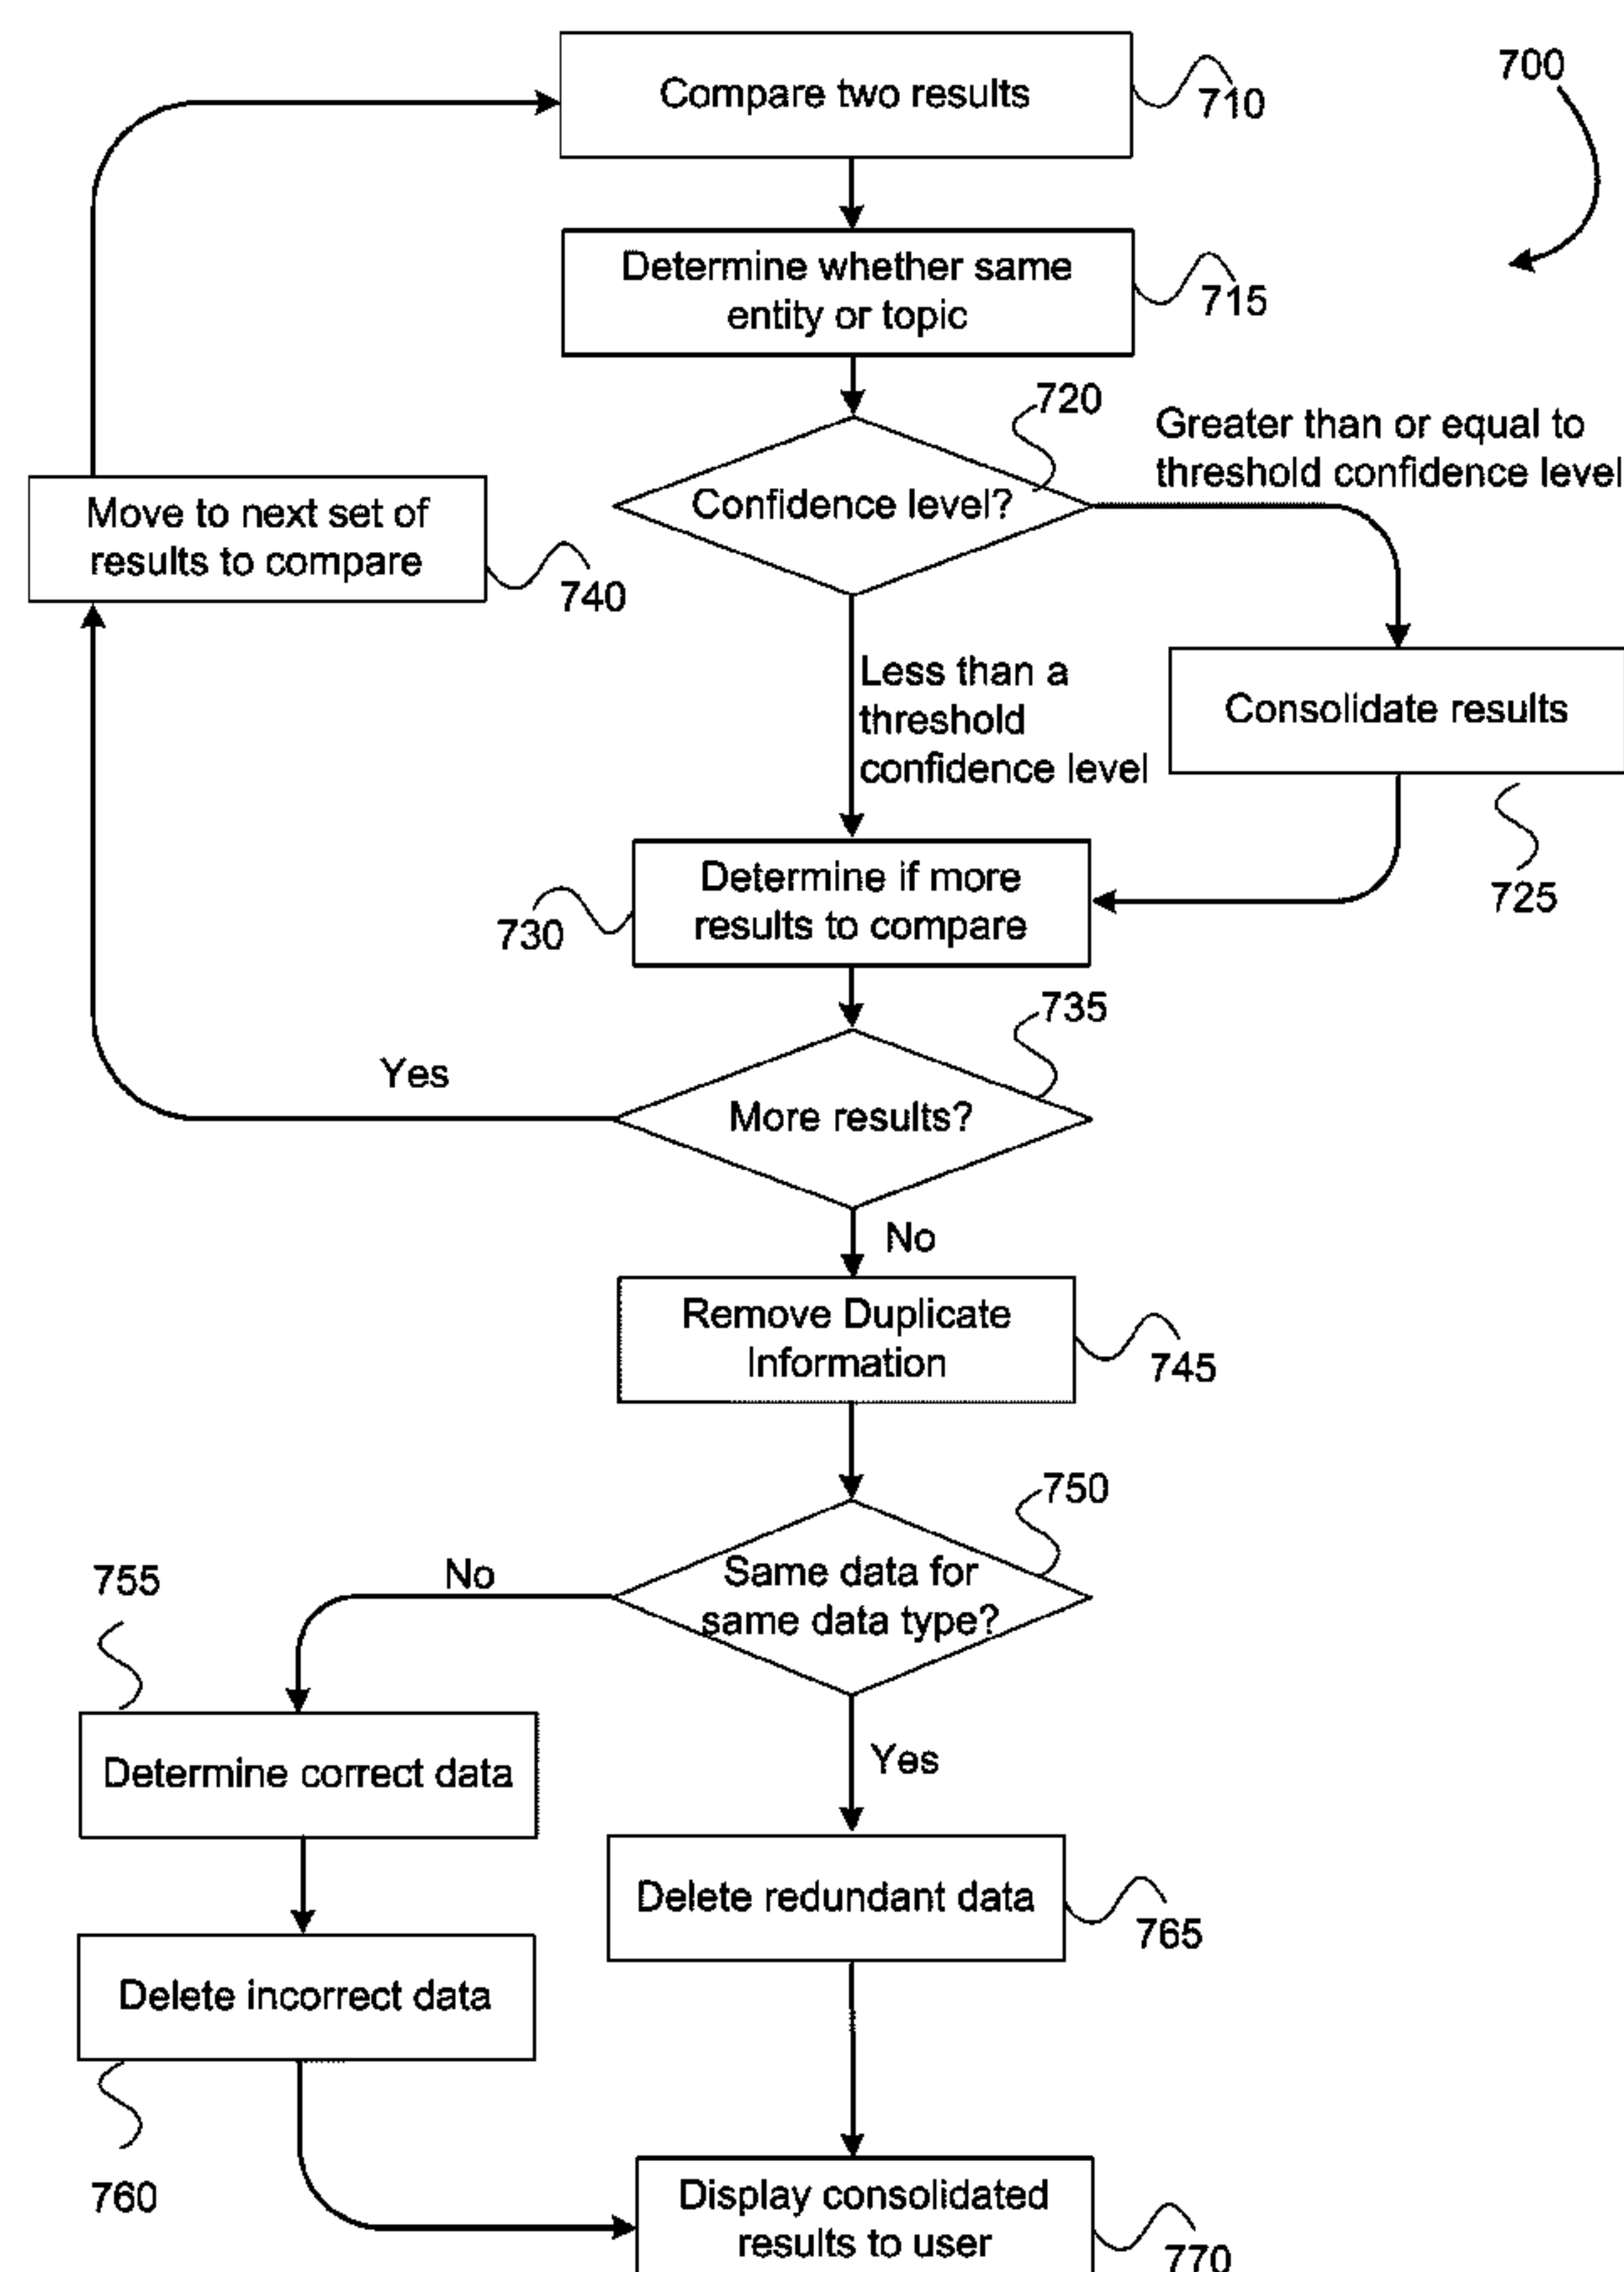 700
Compare two results
710
Determine whether same
entity or topic
715
720
Confidence level?
Greater than or equal to
threshold confidence level
Move to next set of
results to compare
740
Less than a
threshold
confidence level
Consolidate results
725
Determine if more
results to compare
730
735
More results?
Yes
No
Remove Duplicate
Information
745
750
Same data for
same data type?
No
755
Yes
Determine correct data
Delete redundant data
765
Delete incorrect data
760
Display consolidated
results to user
770